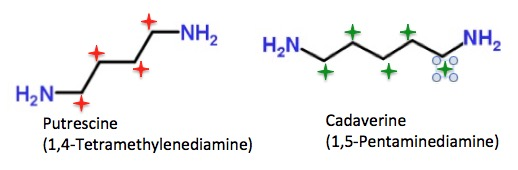 NH₂
H₂N
Putrescine
(1,4-Tetramethylenediamine)
H₂N
NH₂
Cadaverine
(1,5-Pentaminediamine)